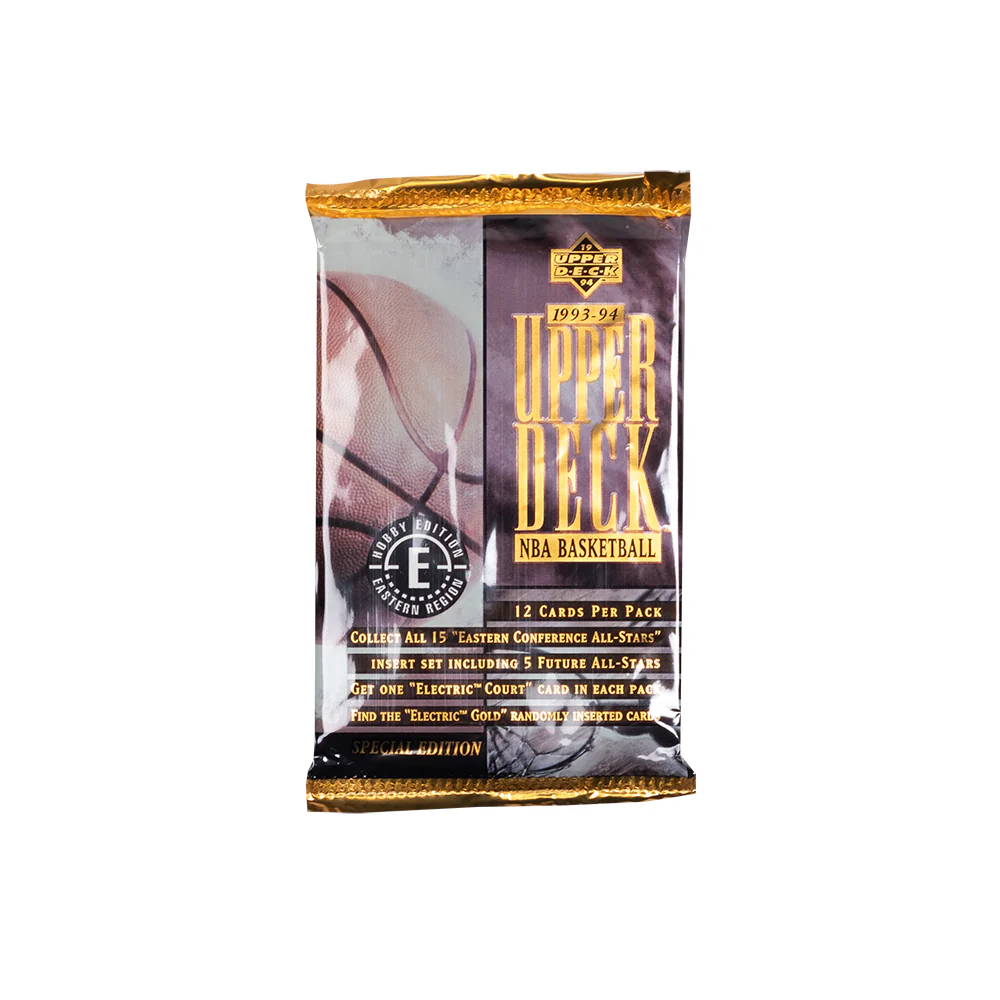 19
UPPER
D·E·C·K
94
1993-94
UPPER
DECK
NBA BASKETBALL
HOBBY EDITION
E
EASTERN REGION
12 CARDS PER PACK
COLLECT ALL 15 "EASTERN CONFERENCE ALL-STARS"
INSERT SET INCLUDING 5 FUTURE ALL-STARS
GET ONE "ELECTRIC™ COURT" CARD IN EACH PACK
FIND THE "ELECTRIC™ GOLD" RANDOMLY INSERTED CARDS
SPECIAL EDITION